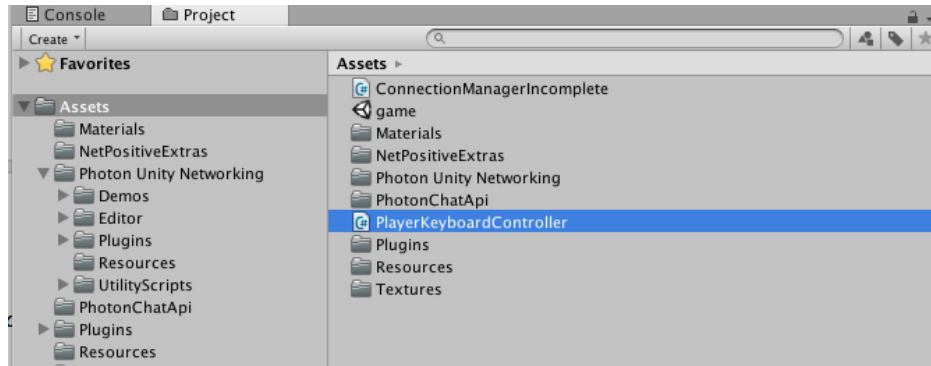 Console
Project
Create
Favorites
Assets
Materials
NetPositiveExtras
Photon Unity Networking
Demos
Editor
Plugins
Resources
UtilityScripts
PhotonChatApi
Plugins
Resources
Assets
ConnectionManagerIncomplete
game
Materials
NetPositiveExtras
Photon Unity Networking
PhotonChatApi
PlayerKeyboardController
Plugins
Resources
Textures